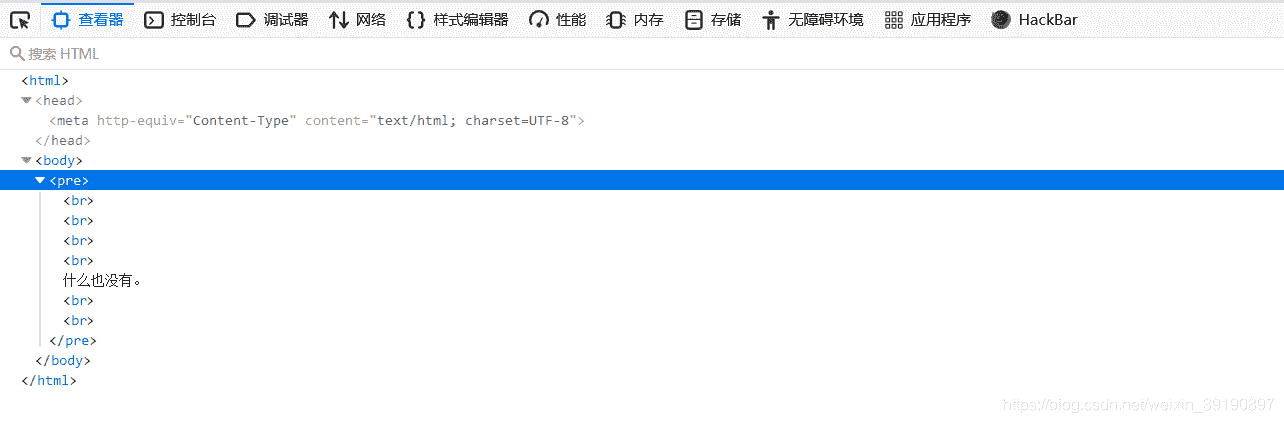 查看器 控制台 调试器 网络 {} 样式编辑器 性能 内存 存储 无障碍环境 应用程序 HackBar
搜索 HTML
<html>
<head>
<meta http-equiv="Content-Type" content="text/html; charset=UTF-8">
</head>
<body>
<pre>
<br>
<br>
<br>
<br>
什么也没有。
<br>
<br>
</pre>
</body>
</html>
https://blog.csdn.net/weixin_39190897